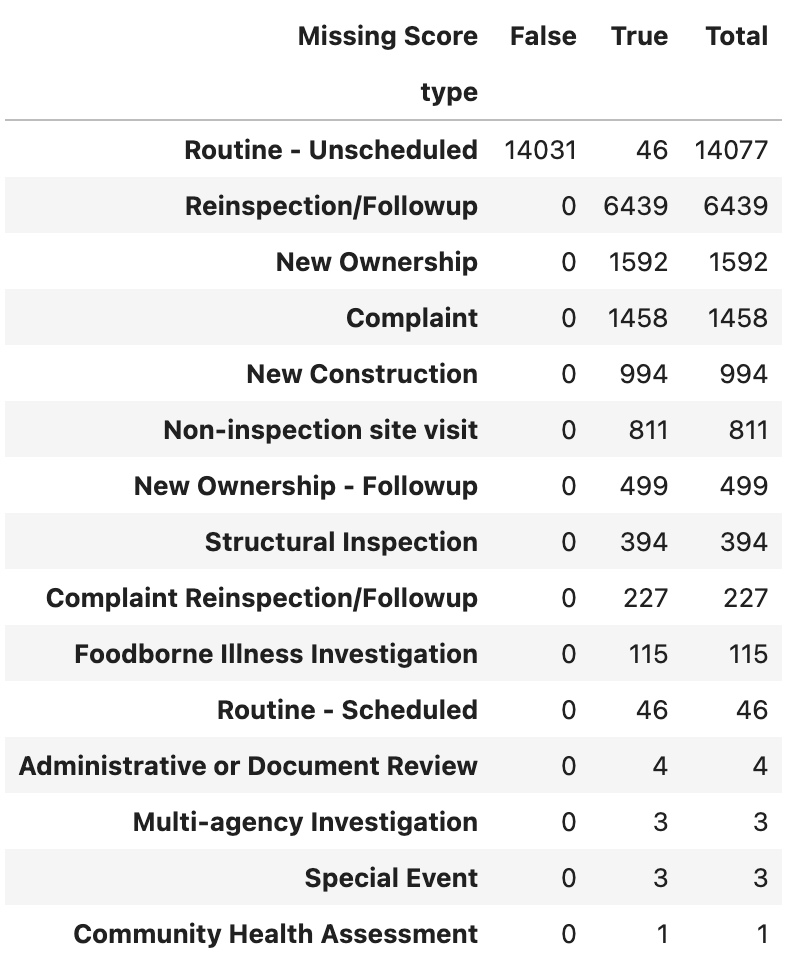 Missing Score False True Total
type
Routine - Unscheduled 14031 46 14077
Reinspection/Followup 0 6439 6439
New Ownership 0 1592 1592
Complaint 0 1458 1458
New Construction 0 994 994
Non-inspection site visit 0 811 811
New Ownership - Followup 0 499 499
Structural Inspection 0 394 394
Complaint Reinspection/Followup 0 227 227
Foodborne Illness Investigation 0 115 115
Routine - Scheduled 0 46 46
Administrative or Document Review 0 4 4
Multi-agency Investigation 0 3 3
Special Event 0 3 3
Community Health Assessment 0 1 1